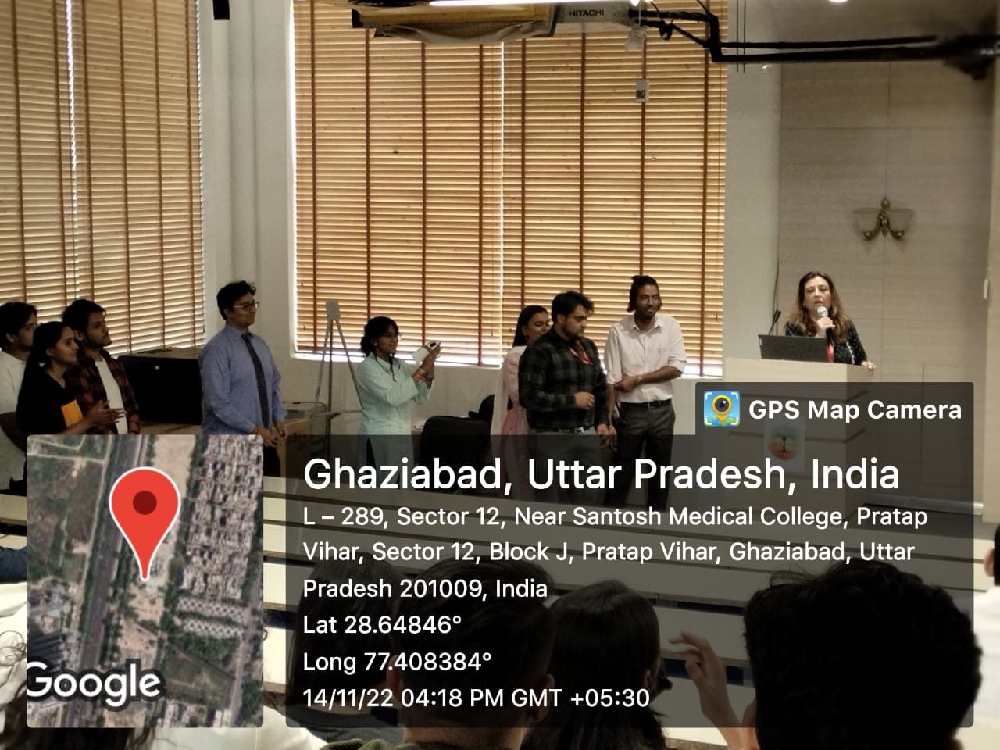 HITACHI
GPS Map Camera
Ghaziabad, Uttar Pradesh, India
L – 289, Sector 12, Near Santosh Medical College, Pratap
Vihar, Sector 12, Block J, Pratap Vihar, Ghaziabad, Uttar
Pradesh 201009, India
Lat 28.64846°
Long 77.408384°
14/11/22 04:18 PM GMT +05:30
Google